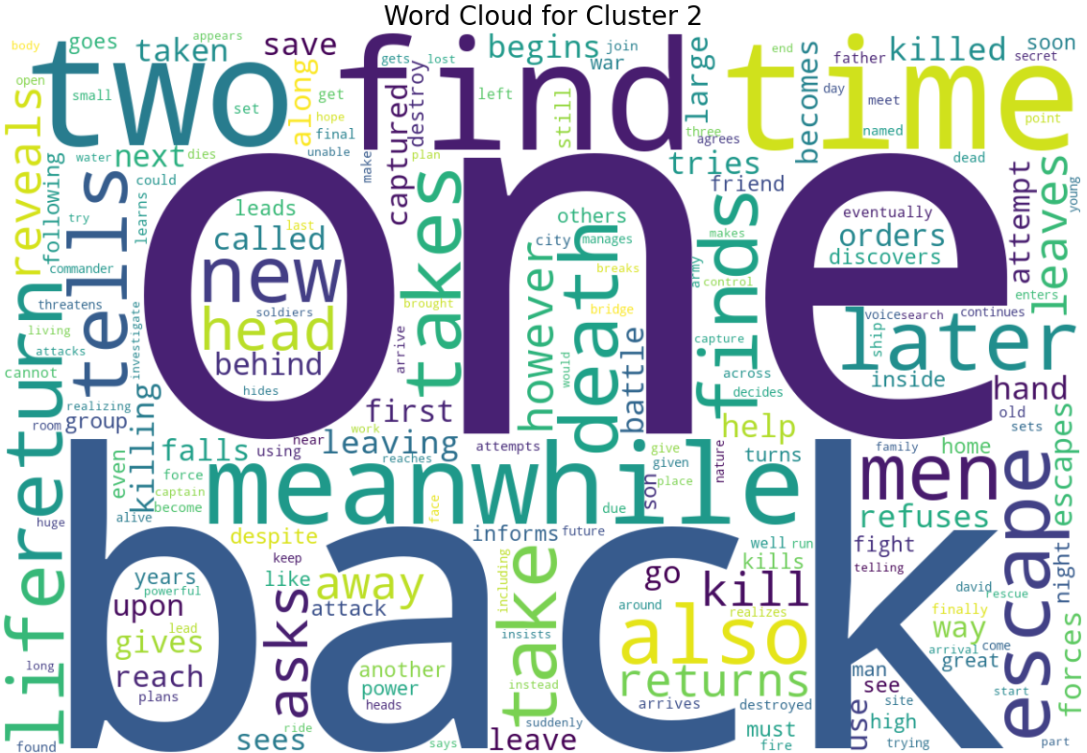 Word Cloud for Cluster 2
body
goes
appears
taken
save
gets
lost
begins
join
war
large
killed
soon
end
father
secret
open
two
find
time
small
set
along
get
hope
final
unable
captured
destroy
left
still
three
agrees
becomes
day
meet
named
point
reveals
following
water
next
dies
could
try
tells
learns
make
plan
tries
friend
dead
attempt
leaves
young
one
leads
last
called
new
soldiers
head
behind
hides
takes
brought
arrive
however
would
others
city
manages
death
breaks
bridge
battle
finds
makes
army
control
capture
across
decides
eventually
orders
discovers
voice
search
continues
enters
ship
later
inside
commander
threatens
living
attacks
cannot
investigate
realizing
room
group
killing
life
return
first
work
using
hear
leaving
reaches
attempts
help
turns
hand
old
sets
escapes
even
falls
force
captain
become
alive
huge
meanwhile
face
due
son
give
given
place
nature
family
home
men
refuses
despite
informs
future
well
run
fight
telling
night
escape
back
years
powerful
upon
lead
gives
reach
plans
keep
like
away
attack
asks
another
power
heads
ride
says
including
take
insists
instead
suddenly
leave
go
kill
kills
around
realizes
also
returns
arrives
destroyed
must
fire
man
see
use
site
high
trying
david
rescue
finally
way
arrival
come
great
start
forces
part
long
found
sees